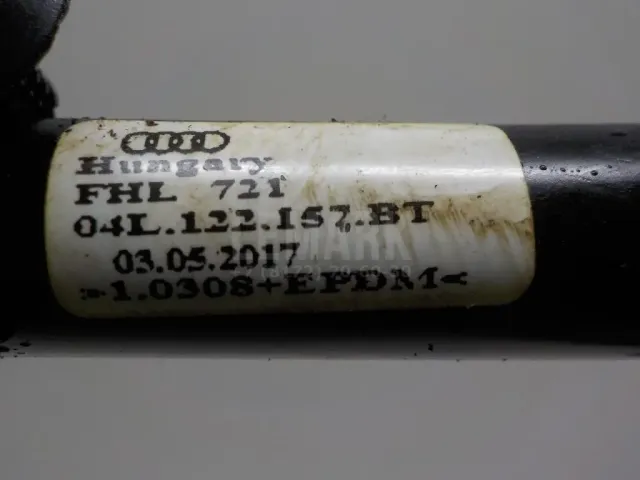 Hungary
FHL 721
04L.122.157.BT
03.05.2017
>1.0308+EPDM<